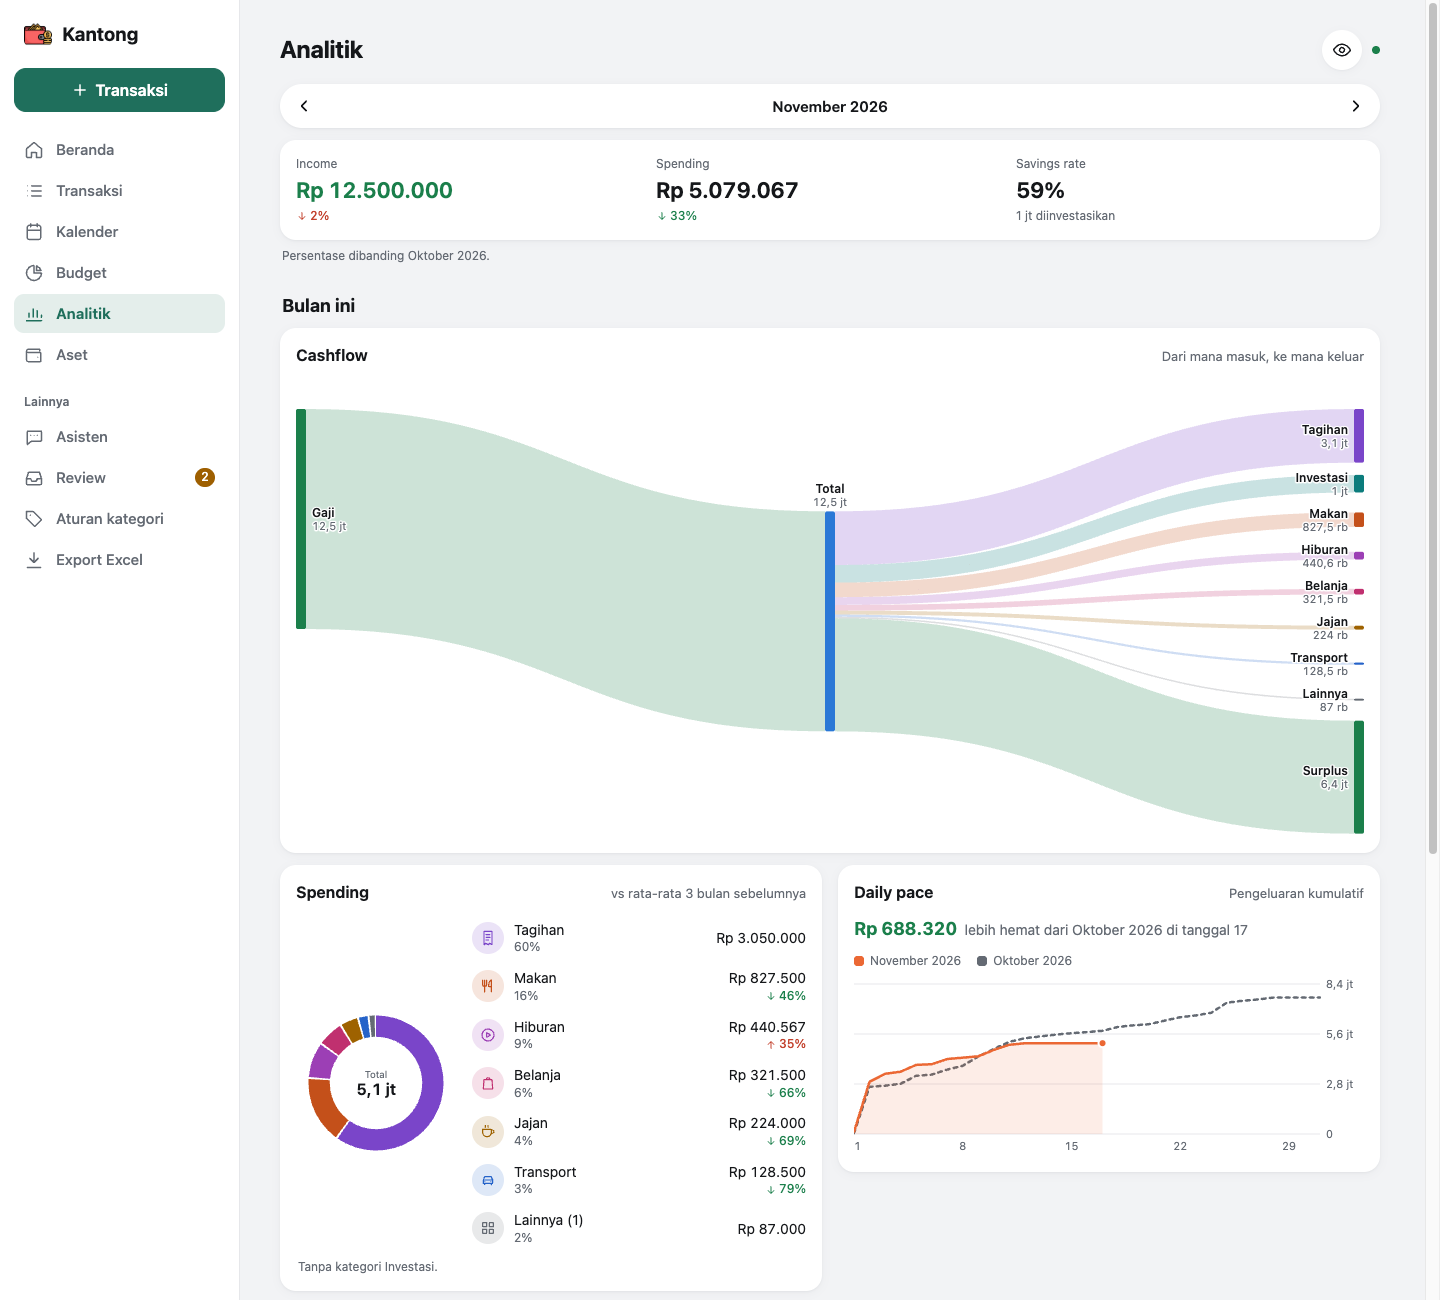 Kantong
Transaksi
Beranda
Transaksi
Kalender
Budget
Analitik
Aset
Lainnya
Asisten
Review
2
Aturan kategori
Export Excel
Analitik
November 2026
Income
Rp 12.500.000
↓ 2%
Spending
Rp 5.079.067
↓ 33%
Savings rate
59%
1 jt diinvestasikan
Persentase dibanding Oktober 2026.
Bulan ini
Cashflow
Dari mana masuk, ke mana keluar
Gaji
12,5 jt
Total
12,5 jt
Tagihan
3,1 jt
Investasi
1 jt
Makan
827,5 rb
Hiburan
440,6 rb
Belanja
321,5 rb
Jajan
224 rb
Transport
128,5 rb
Lainnya
87 rb
Surplus
6,4 jt
Spending
vs rata-rata 3 bulan sebelumnya
Total
5,1 jt
Tagihan
60%
Rp 3.050.000
Makan
16%
Rp 827.500
↓ 46%
Hiburan
9%
Rp 440.567
↑ 35%
Belanja
6%
Rp 321.500
↓ 66%
Jajan
4%
Rp 224.000
↓ 69%
Transport
3%
Rp 128.500
↓ 79%
Lainnya (1)
2%
Rp 87.000
Tanpa kategori Investasi.
Daily pace
Pengeluaran kumulatif
Rp 688.320 lebih hemat dari Oktober 2026 di tanggal 17
November 2026
Oktober 2026
8,4 jt
5,6 jt
2,8 jt
0
1
8
15
22
29